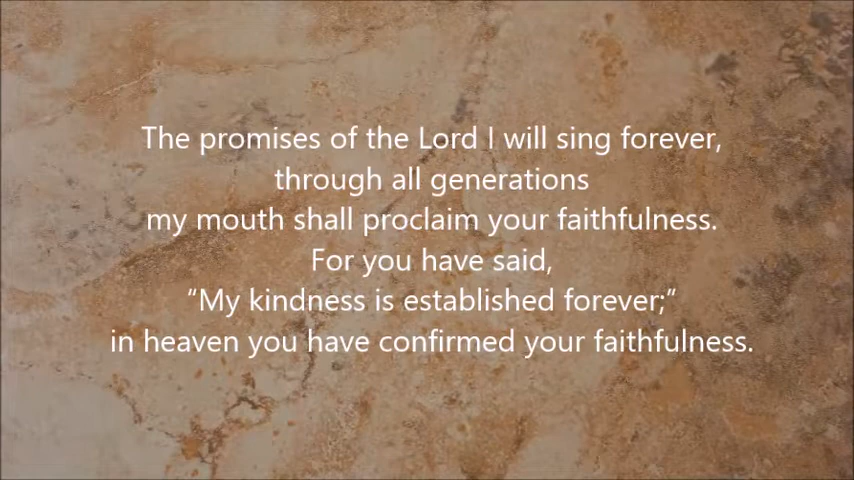 The promises of the Lord I will sing forever,
through all generations
my mouth shall proclaim your faithfulness.
For you have said,
“My kindness is established forever;”
in heaven you have confirmed your faithfulness.